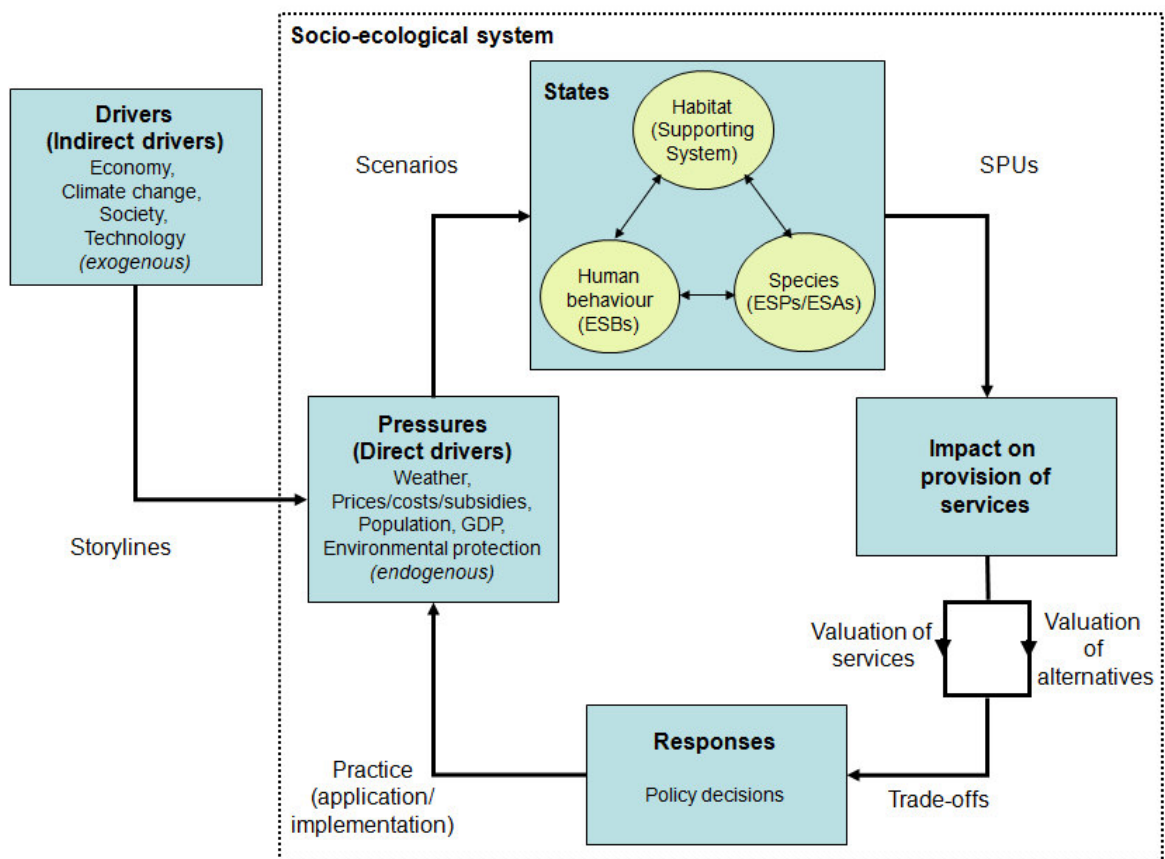 Socio-ecological system
Drivers
(Indirect drivers)
Economy,
Climate change,
Society,
Technology
(exogenous)
Storylines
Scenarios
States
Habitat
(Supporting
System)
Human
behaviour
(ESBs)
Species
(ESPs/ESAs)
SPUs
Pressures
(Direct drivers)
Weather,
Prices/costs/subsidies,
Population, GDP,
Environmental protection
(endogenous)
Impact on
provision of
services
Valuation of
services
Valuation
of
alternatives
Trade-offs
Responses
Policy decisions
Practice
(application/
implementation)